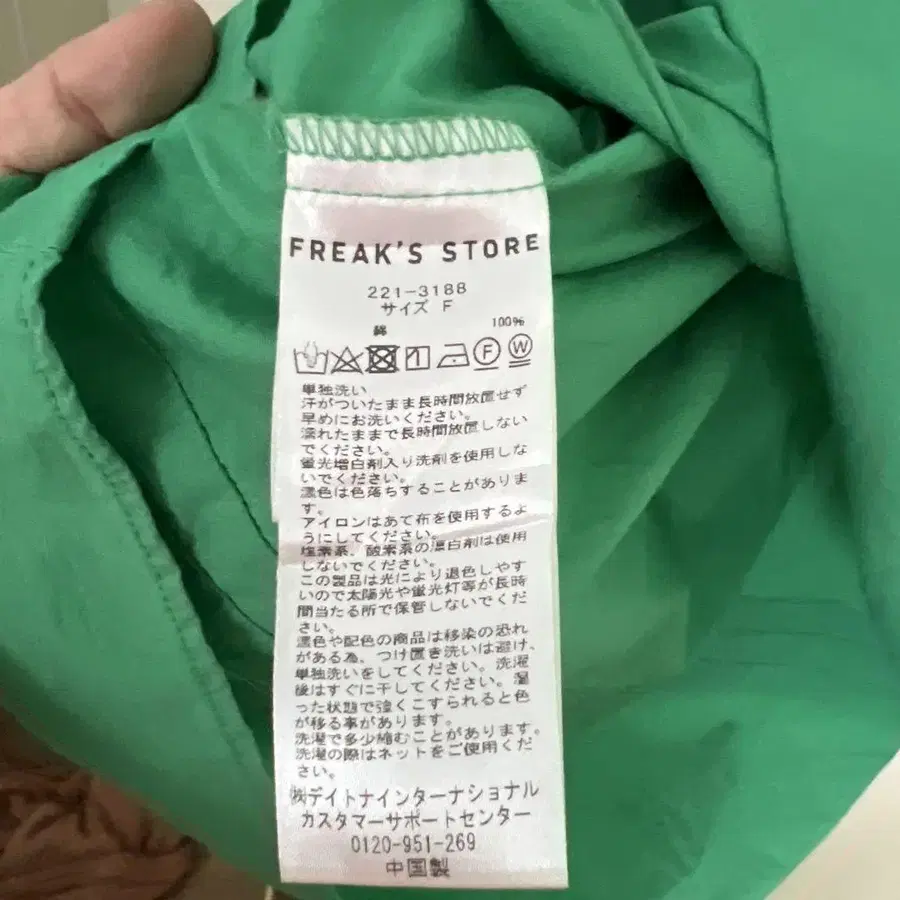 FREAK'S STORE
221-3188
サイズ F
綿 100%
F W
単独洗い
汗がついたまま長時間放置せず
早めにお洗いください。
濡れたままで長時間放置しない
でください。
蛍光増白剤入り洗剤を使用しな
いでください。
濃色は色落ちすることがありま
す。
アイロンはあて布を使用するよ
うにしてください。
塩素系、酸素系の漂白剤は使用
しないでください。
この製品は光により退色しやす
いので太陽光や蛍光灯等が長時
間当たる所で保管しないでくだ
さい。
濃色や配色の商品は移染の恐れ
がある為、つけ置き洗いは避け、
単独洗いをしてください。洗濯
後はすぐに干してください。湿
った状態で強くこすられると色
が移る事があります。
洗濯で多少縮むことがあります。
洗濯の際はネットをご使用くだ
さい。
㈱デイトナインターナショナル
カスタマーサポートセンター
0120-951-269
中国製